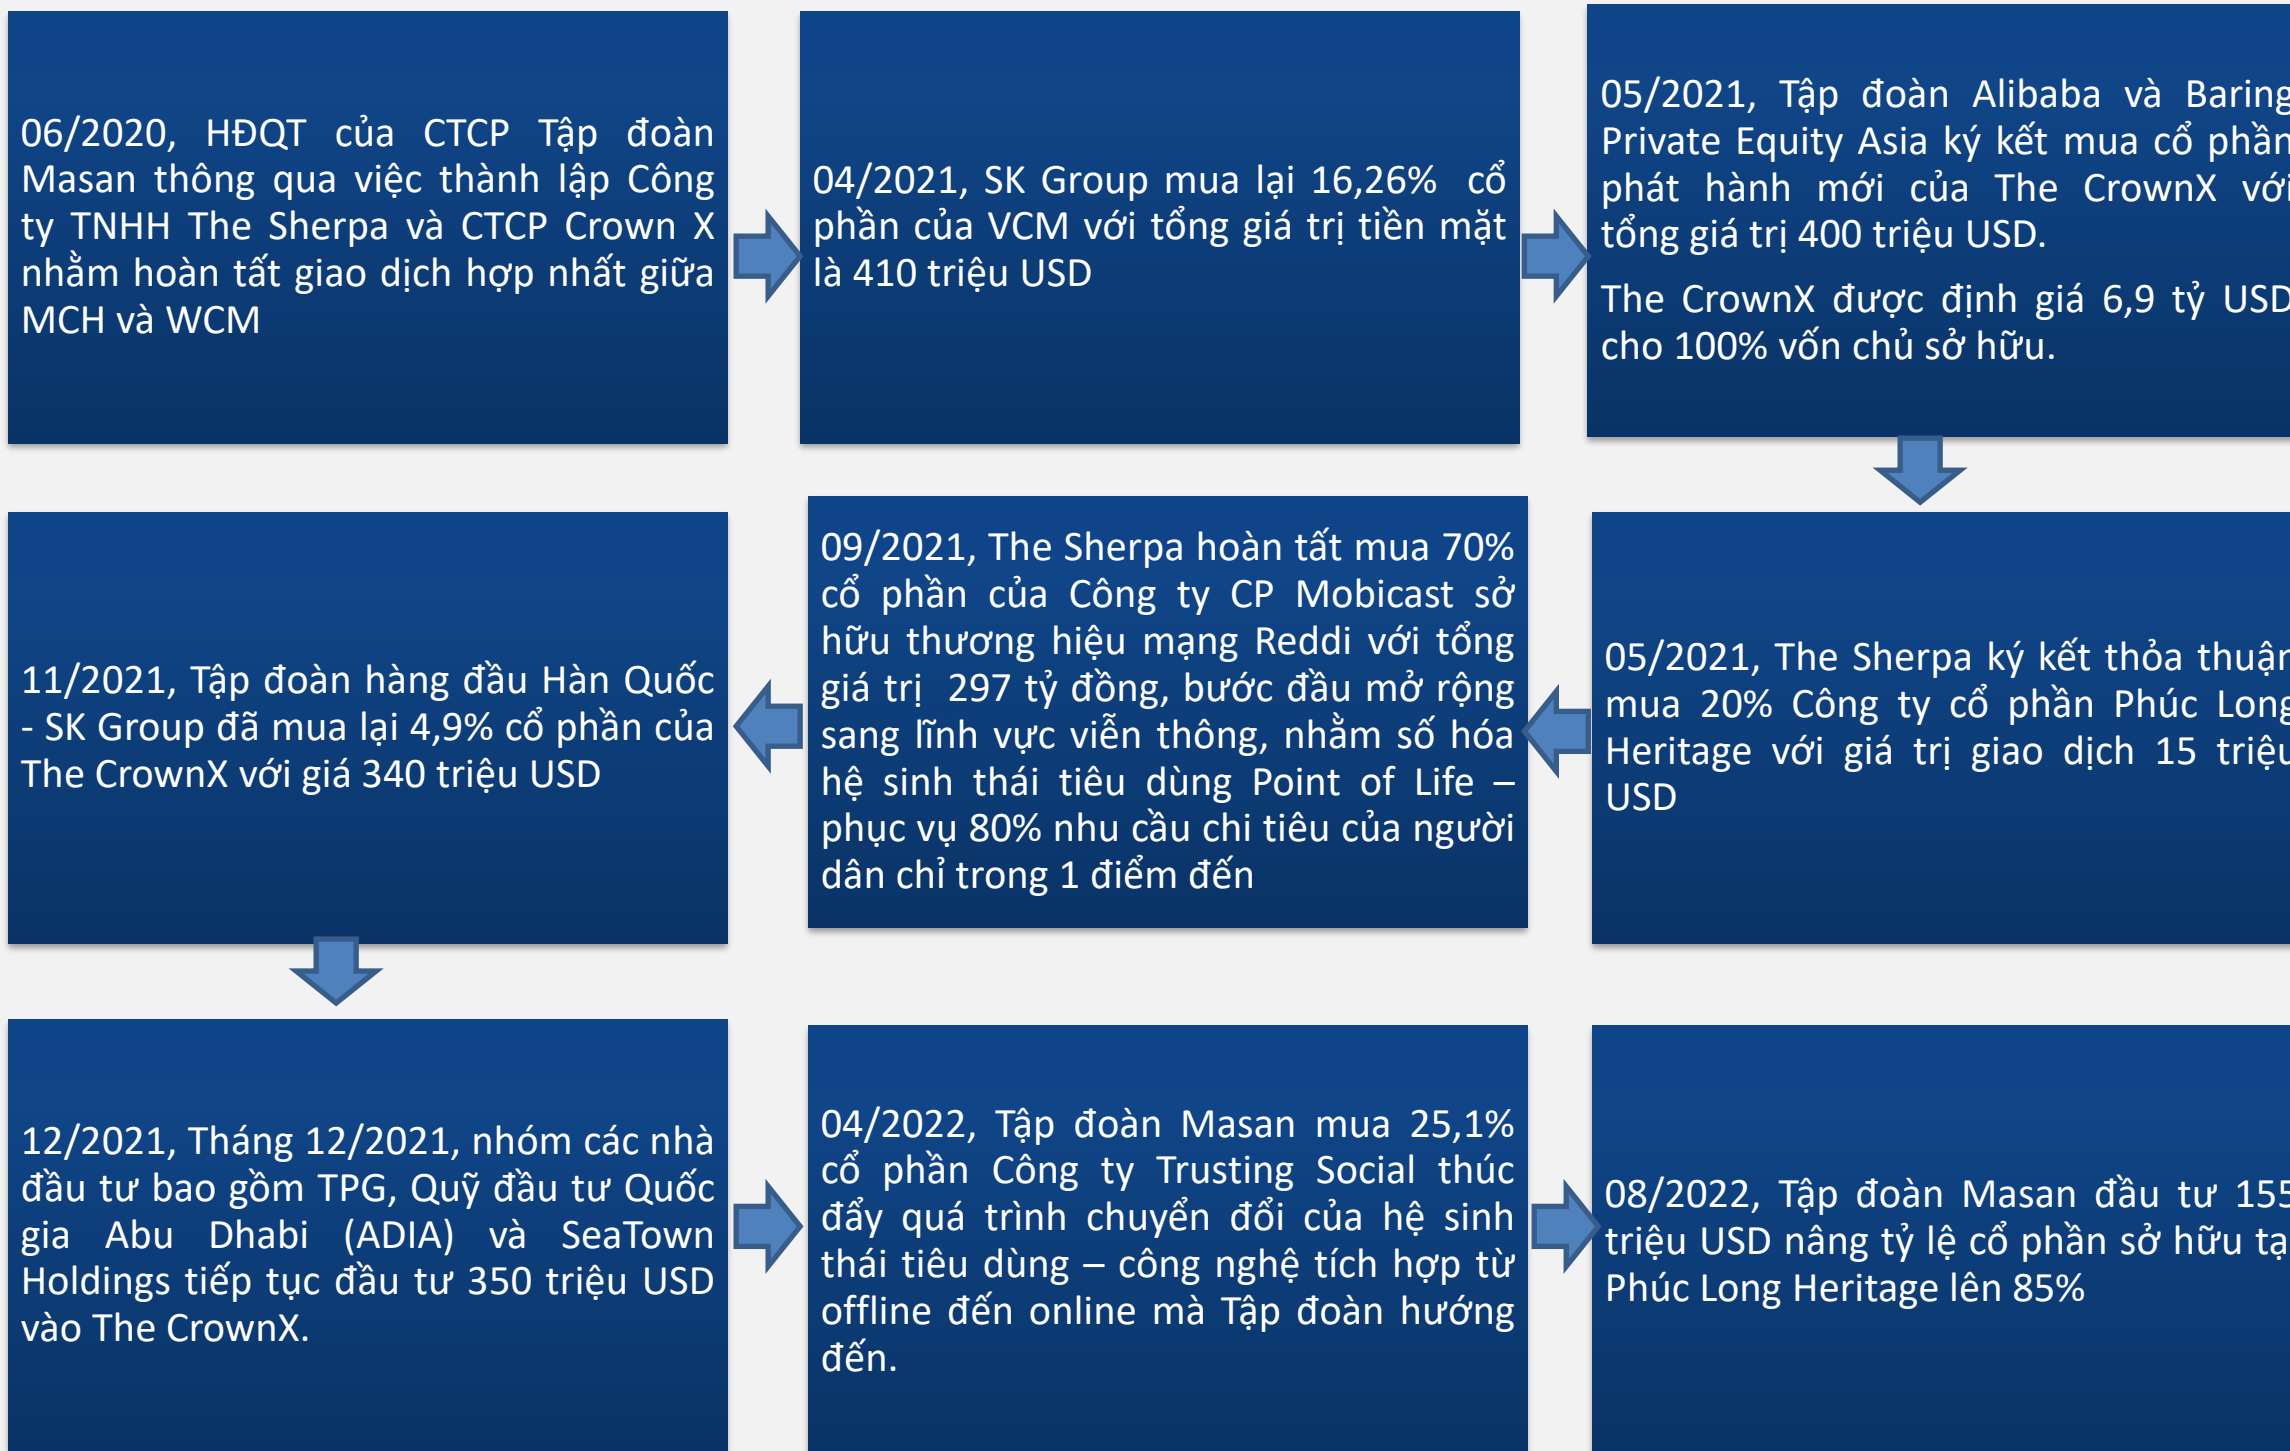 06/2020, HĐQT của CTCP Tập đoàn
Masan thông qua việc thành lập Công
ty TNHH The Sherpa và CTCP Crown X
nhằm hoàn tất giao dịch hợp nhất giữa
MCH và WCM
04/2021, SK Group mua lại 16,26% cổ
phần của VCM với tổng giá trị tiền mặt
là 410 triệu USD
05/2021, Tập đoàn Alibaba và Baring
Private Equity Asia ký kết mua cổ phần
phát hành mới của The CrownX với
tổng giá trị 400 triệu USD.
The CrownX được định giá 6,9 tỷ USD
cho 100% vốn chủ sở hữu.
05/2021, The Sherpa ký kết thỏa thuận
mua 20% Công ty cổ phần Phúc Long
Heritage với giá trị giao dịch 15 triệu
USD
09/2021, The Sherpa hoàn tất mua 70%
cổ phần của Công ty CP Mobicast sở
hữu thương hiệu mạng Reddi với tổng
giá trị 297 tỷ đồng, bước đầu mở rộng
sang lĩnh vực viễn thông, nhằm số hóa
hệ sinh thái tiêu dùng Point of Life –
phục vụ 80% nhu cầu chi tiêu của người
dân chỉ trong 1 điểm đến
11/2021, Tập đoàn hàng đầu Hàn Quốc
- SK Group đã mua lại 4,9% cổ phần của
The CrownX với giá 340 triệu USD
12/2021, Tháng 12/2021, nhóm các nhà
đầu tư bao gồm TPG, Quỹ đầu tư Quốc
gia Abu Dhabi (ADIA) và SeaTown
Holdings tiếp tục đầu tư 350 triệu USD
vào The CrownX.
04/2022, Tập đoàn Masan mua 25,1%
cổ phần Công ty Trusting Social thúc
đẩy quá trình chuyển đổi của hệ sinh
thái tiêu dùng – công nghệ tích hợp từ
offline đến online mà Tập đoàn hướng
đến.
08/2022, Tập đoàn Masan đầu tư 155
triệu USD nâng tỷ lệ cổ phần sở hữu tại
Phúc Long Heritage lên 85%